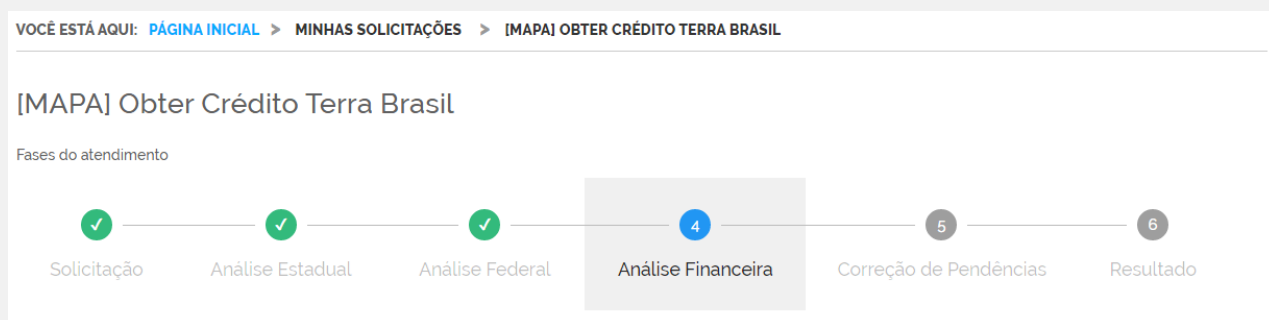 VOCÊ ESTÁ AQUI: PÁGINA INICIAL > MINHAS SOLICITAÇÕES > [MAPA] OBTER CRÉDITO TERRA BRASIL
[MAPA] Obter Crédito Terra Brasil
Fases do atendimento
4 5 6
Solicitação Análise Estadual Análise Federal Análise Financeira Correção de Pendências Resultado